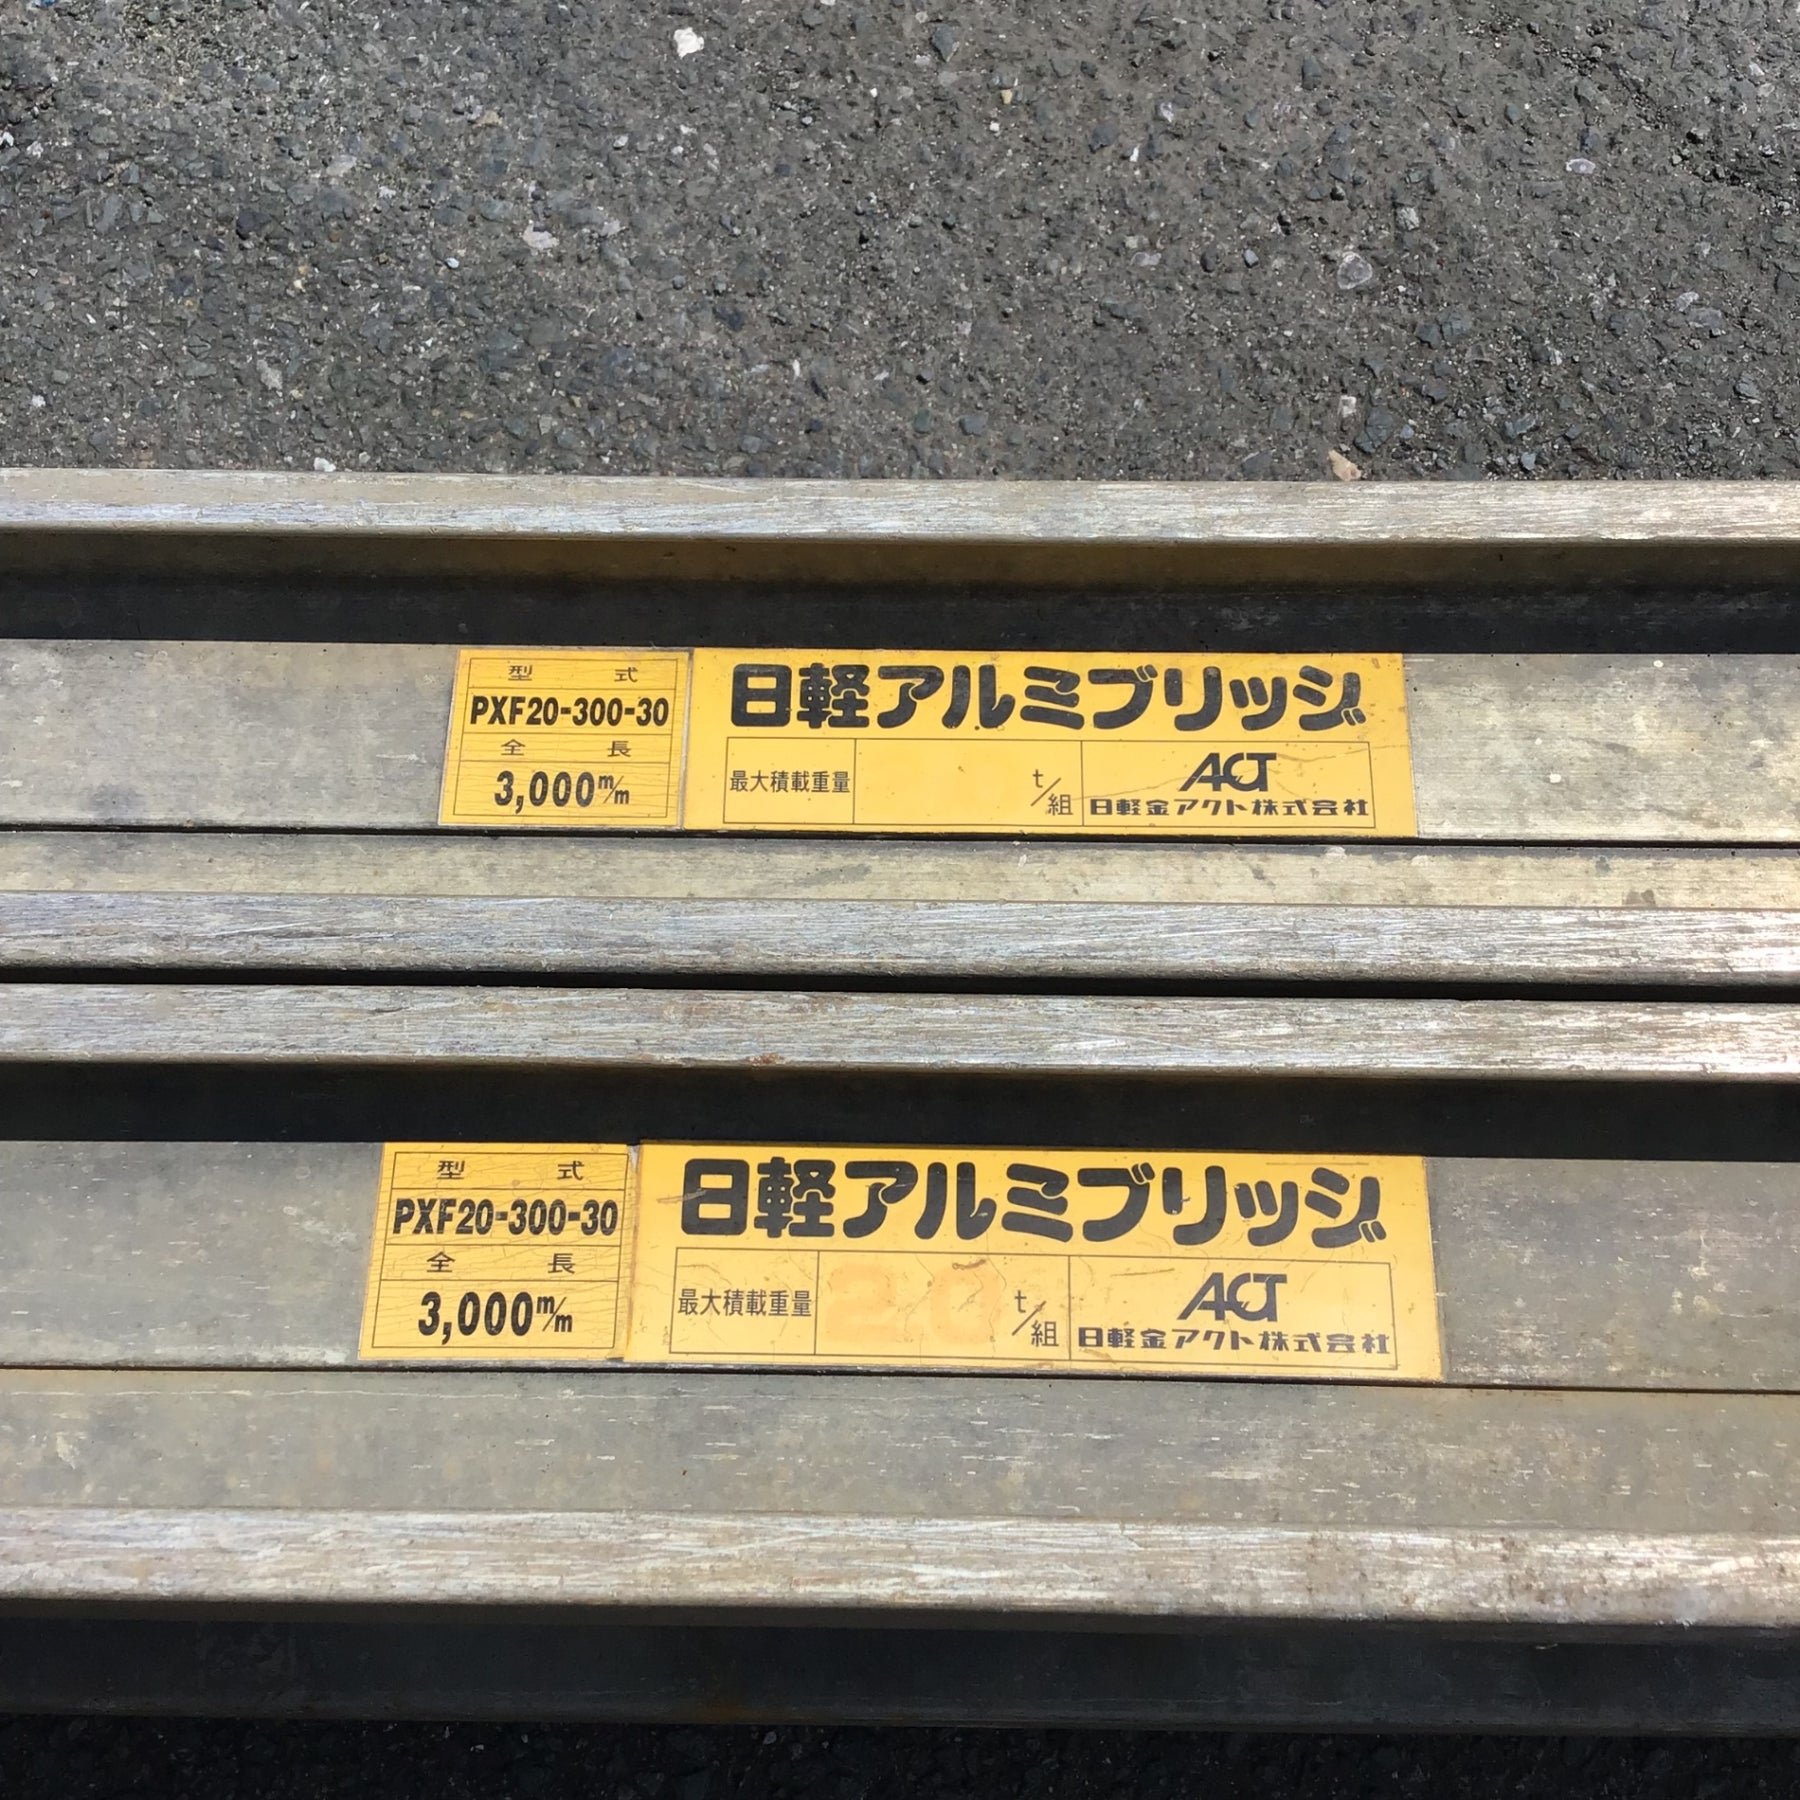 型 式
PXF20-300-30
全 長
3,000m/m
日軽アルミブリッジ
最大積載重量
t/組
ACT
日軽金アクト株式会社
型 式
PXF20-300-30
全 長
3,000m/m
日軽アルミブリッジ
最大積載重量
2.0 t/組
ACT
日軽金アクト株式会社